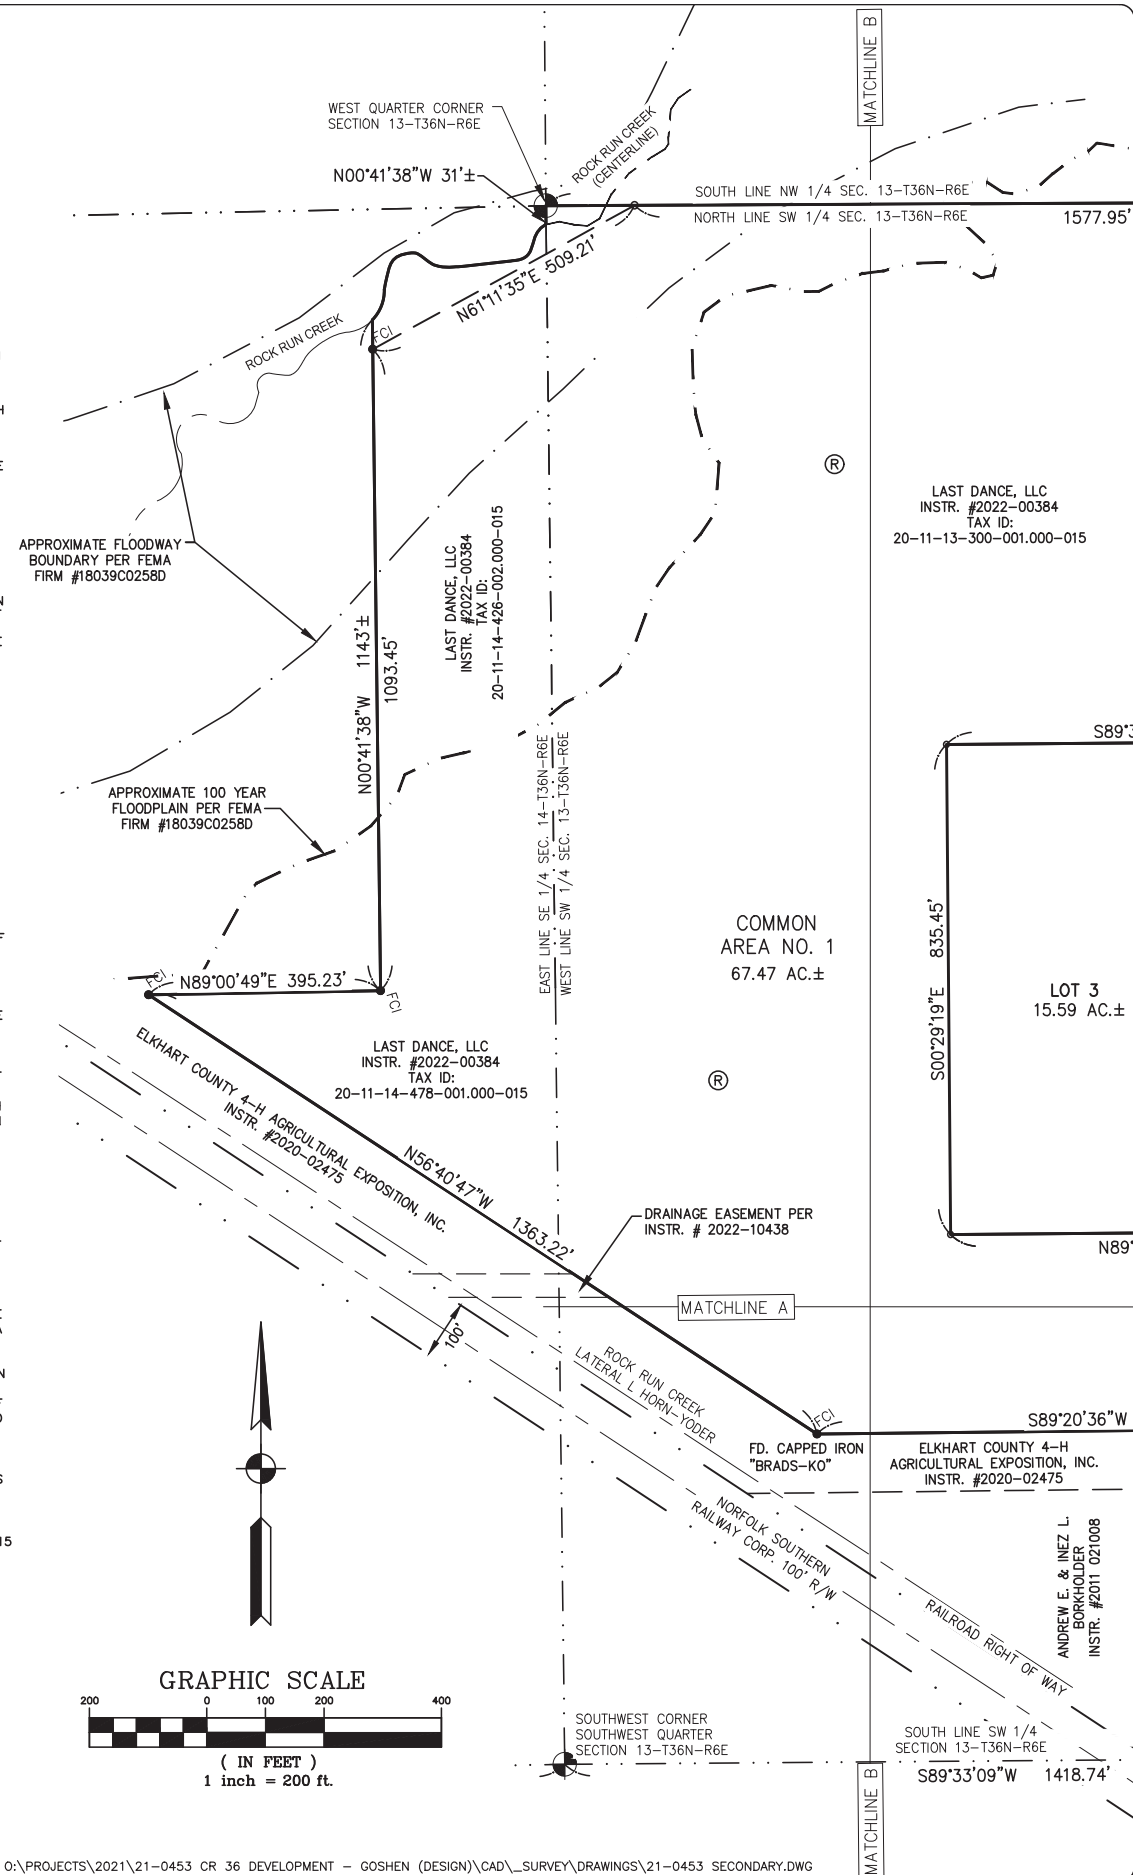 MATCHLINE B
WEST QUARTER CORNER
SECTION 13-T36N-R6E
ROCK RUN CREEK
(CENTERLINE)
N00°41'38"W 31'±
SOUTH LINE NW 1/4 SEC. 13-T36N-R6E
NORTH LINE SW 1/4 SEC. 13-T36N-R6E
1577.95'
N61°11'35"E 509.21'
ROCK RUN CREEK
FCI
APPROXIMATE FLOODWAY
BOUNDARY PER FEMA
FIRM #18039C0258D
LAST DANCE, LLC
INSTR. #2022-00384
TAX ID:
20-11-14-426-002.000-015
Ⓡ
LAST DANCE, LLC
INSTR. #2022-00384
TAX ID:
20-11-13-300-001.000-015
N00°41'38"W 1143'±
1093.45'
APPROXIMATE 100 YEAR
FLOODPLAIN PER FEMA
FIRM #18039C0258D
EAST LINE SE 1/4 SEC. 14-T36N-R6E
WEST LINE SW 1/4 SEC. 13-T36N-R6E
S89°3
COMMON
AREA NO. 1
67.47 AC.±
S00°29'19"E 835.45'
LOT 3
15.59 AC.±
FCI
N89°00'49"E 395.23'
FCI
LAST DANCE, LLC
INSTR. #2022-00384
TAX ID:
20-11-14-478-001.000-015
Ⓡ
ELKHART COUNTY 4-H AGRICULTURAL EXPOSITION, INC.
INSTR. #2020-02475
N56°40'47"W 1363.22'
DRAINAGE EASEMENT PER
INSTR. # 2022-10438
N89°
MATCHLINE A
100'
ROCK RUN CREEK
LATERAL L HORN-YODER
FCI
S89°20'36"W
FD. CAPPED IRON
"BRADS-KO"
ELKHART COUNTY 4-H
AGRICULTURAL EXPOSITION, INC.
INSTR. #2020-02475
NORFOLK SOUTHERN
RAILWAY CORP. 100' R/W
ANDREW E. & INEZ L.
BORKHOLDER
INSTR. #2011 021008
RAILROAD RIGHT OF WAY
15
GRAPHIC SCALE
200 0 100 200 400
( IN FEET )
1 inch = 200 ft.
SOUTHWEST CORNER
SOUTHWEST QUARTER
SECTION 13-T36N-R6E
SOUTH LINE SW 1/4
SECTION 13-T36N-R6E
S89°33'09"W 1418.74'
MATCHLINE B
O:\PROJECTS\2021\21-0453 CR 36 DEVELOPMENT - GOSHEN (DESIGN)\CAD\_SURVEY\DRAWINGS\21-0453 SECONDARY.DWG